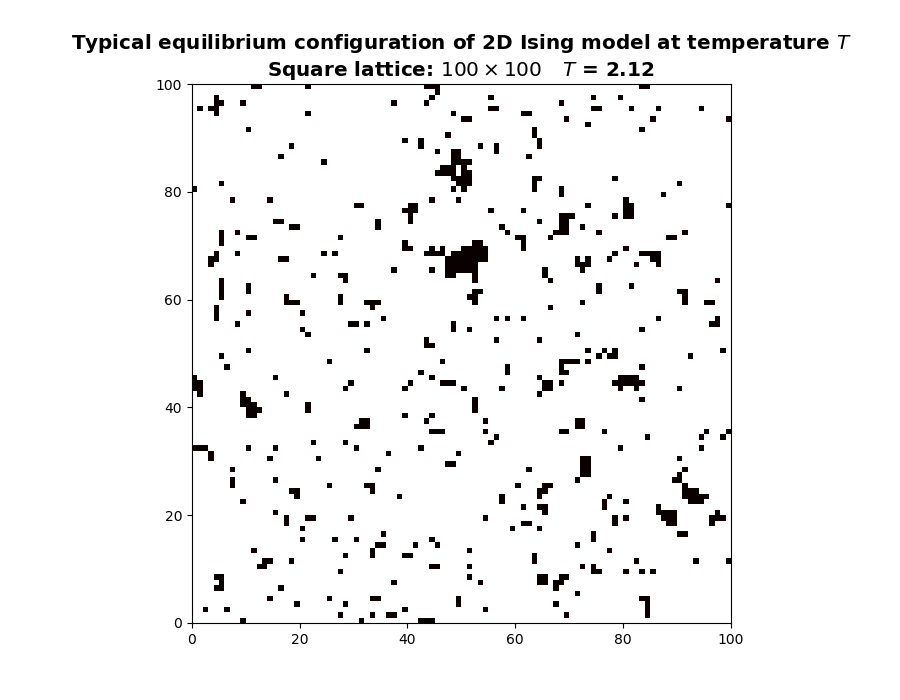 Typical equilibrium configuration of 2D Ising model at temperature T
Square lattice: 100 × 100 T = 2.12
100
80
60
40
20
0
0 20 40 60 80 100